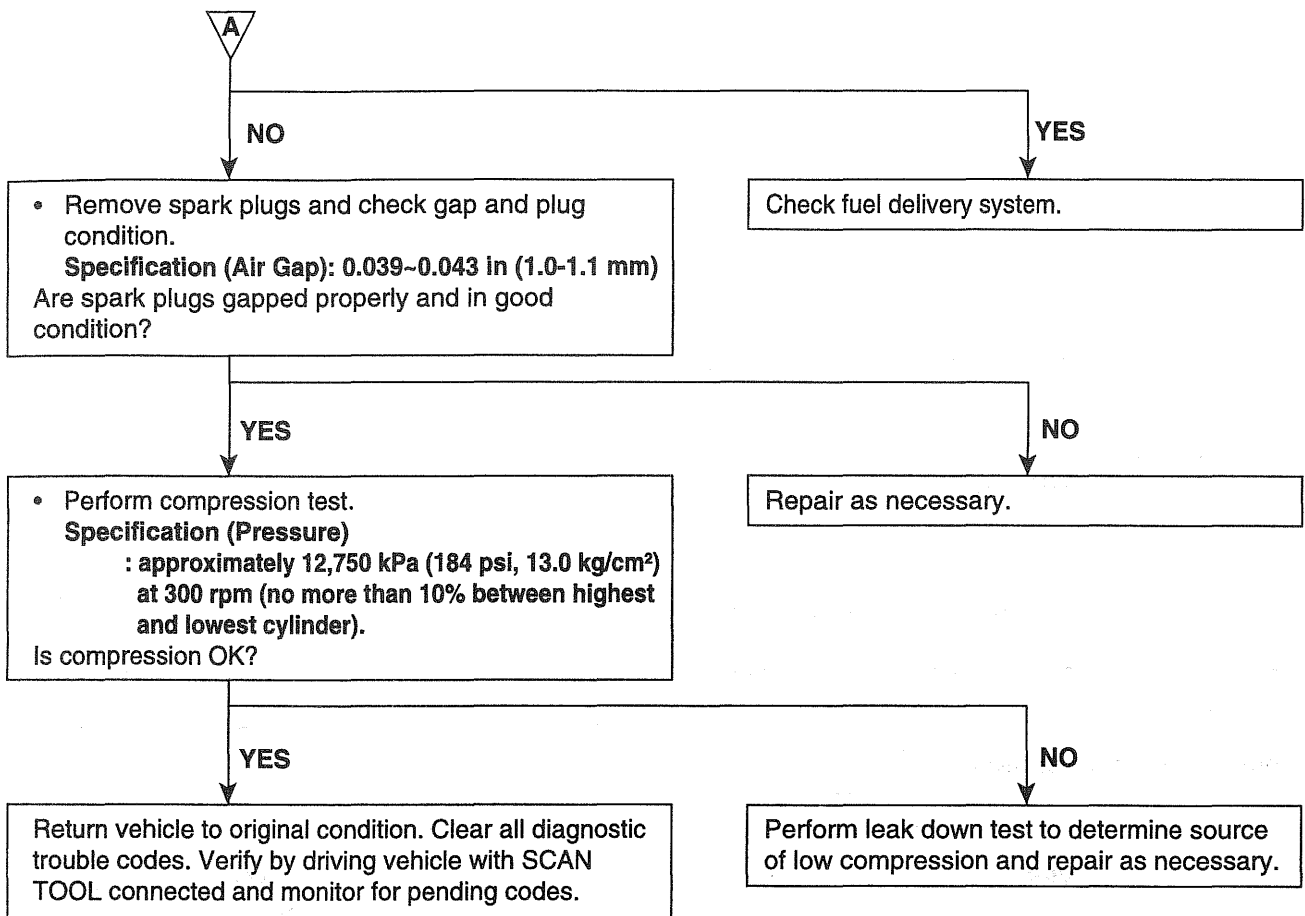 A
NO
YES
• Remove spark plugs and check gap and plug
condition.
Specification (Air Gap): 0.039~0.043 in (1.0-1.1 mm)
Are spark plugs gapped properly and in good
condition?
Check fuel delivery system.
YES
NO
• Perform compression test.
Specification (Pressure)
: approximately 12,750 kPa (184 psi, 13.0 kg/cm²)
at 300 rpm (no more than 10% between highest
and lowest cylinder).
Is compression OK?
Repair as necessary.
YES
NO
Return vehicle to original condition. Clear all diagnostic
trouble codes. Verify by driving vehicle with SCAN
TOOL connected and monitor for pending codes.
Perform leak down test to determine source
of low compression and repair as necessary.